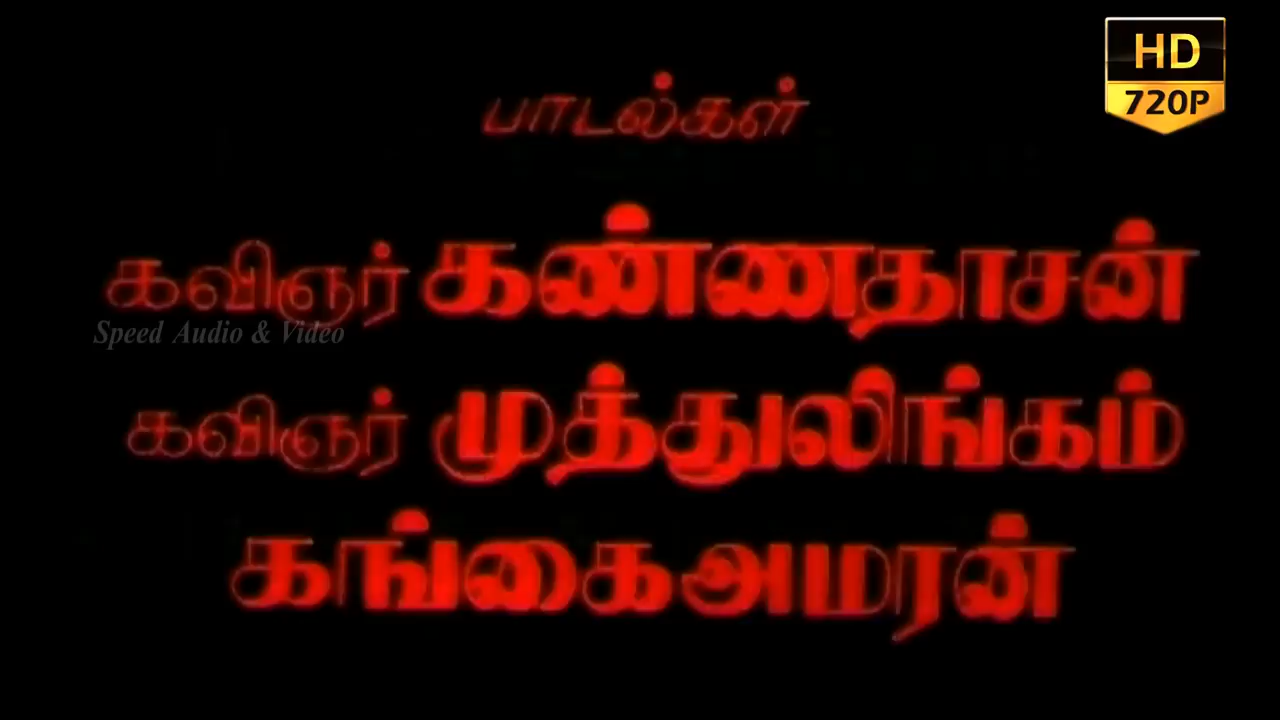 HD
720P
பாடல்கள்
கவிஞர் கண்ணதாசன்
Speed Audio & Video
கவிஞர் முத்துலிங்கம்
கங்கைஅமரன்